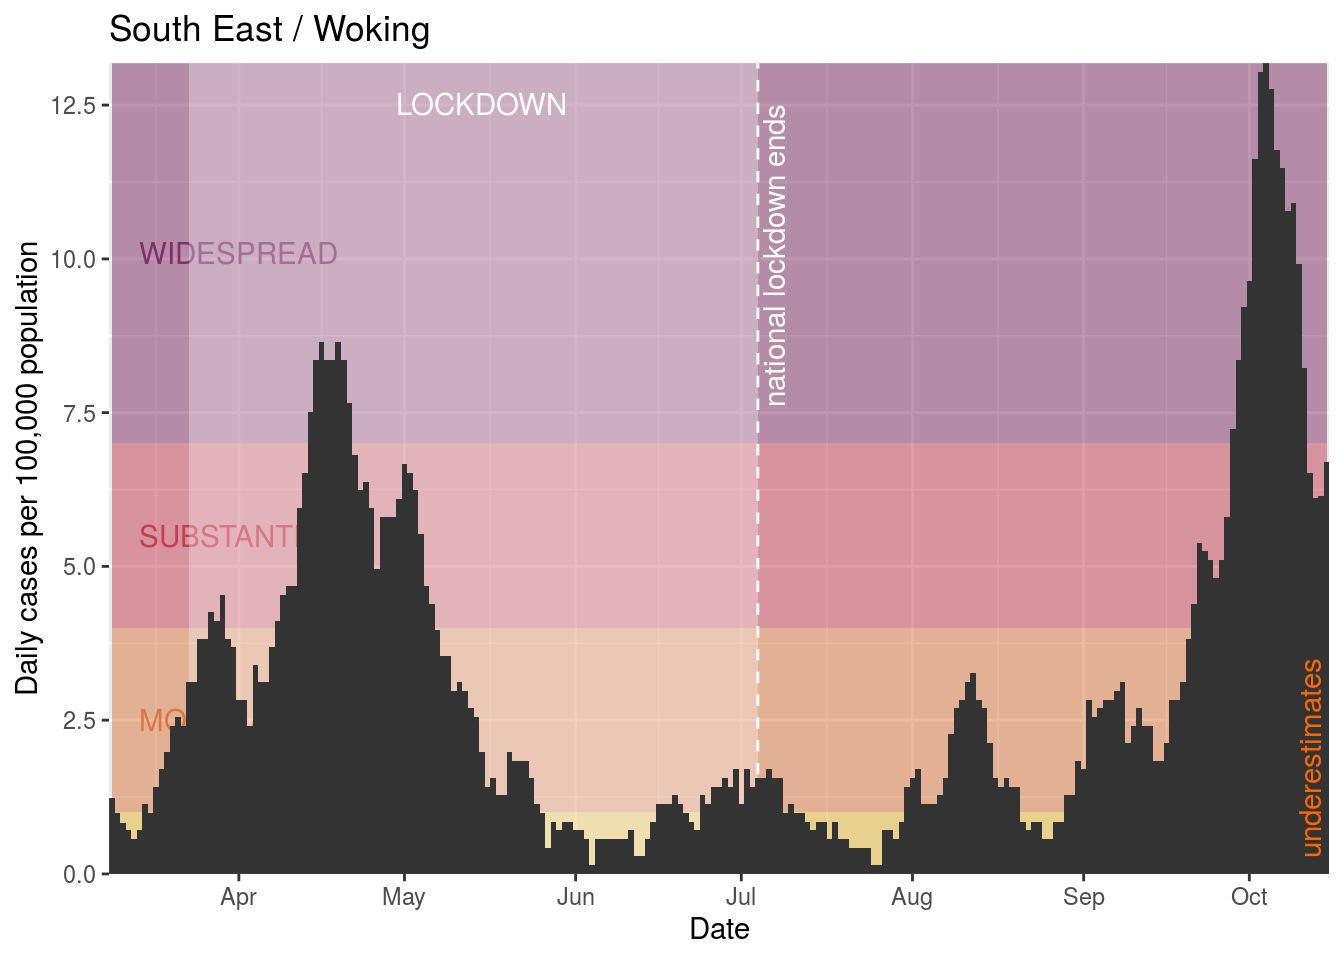 South East / Woking
Daily cases per 100,000 population
12.5
10.0
7.5
5.0
2.5
0.0
LOCKDOWN
WIDESPREAD
SUBSTANT
MO
national lockdown ends
underestimates
Apr
May
Jun
Jul
Aug
Sep
Oct
Date